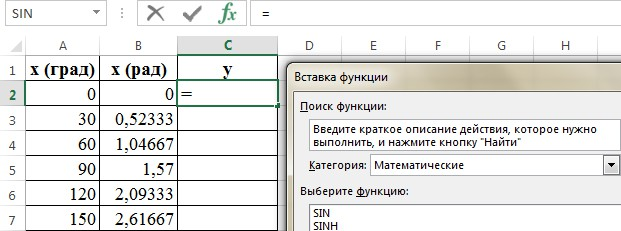 SIN fx =
A B C D E F G H
1 x (град) x (рад) y
2 0 0 =
3 30 0,52333
4 60 1,04667
5 90 1,57
6 120 2,09333
7 150 2,61667
Вставка функции
Поиск функции:
Введите краткое описание действия, которое нужно
выполнить, и нажмите кнопку "Найти"
Категория: Математические
Выберите функцию:
SIN
SINH